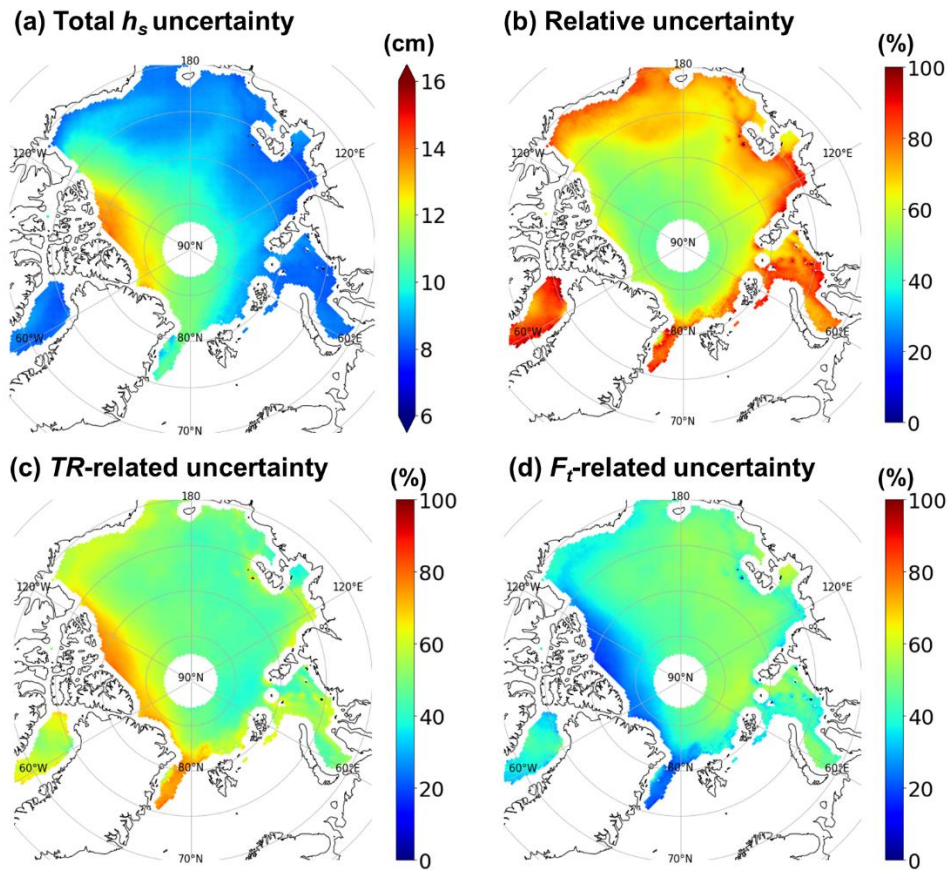 (a) Total hₛ uncertainty
(cm)
180
120°W
120°E
90°N
60°W
80°N
60°E
70°N
16
14
12
10
8
6
(b) Relative uncertainty
(%)
180
120°W
120°E
90°N
60°W
80°N
60°E
70°N
100
80
60
40
20
0
(c) TR-related uncertainty
(%)
180
120°W
120°E
90°N
60°W
80°N
60°E
70°N
100
80
60
40
20
0
(d) Fₜ-related uncertainty
(%)
180
120°W
120°E
90°N
60°W
80°N
60°E
70°N
100
80
60
40
20
0